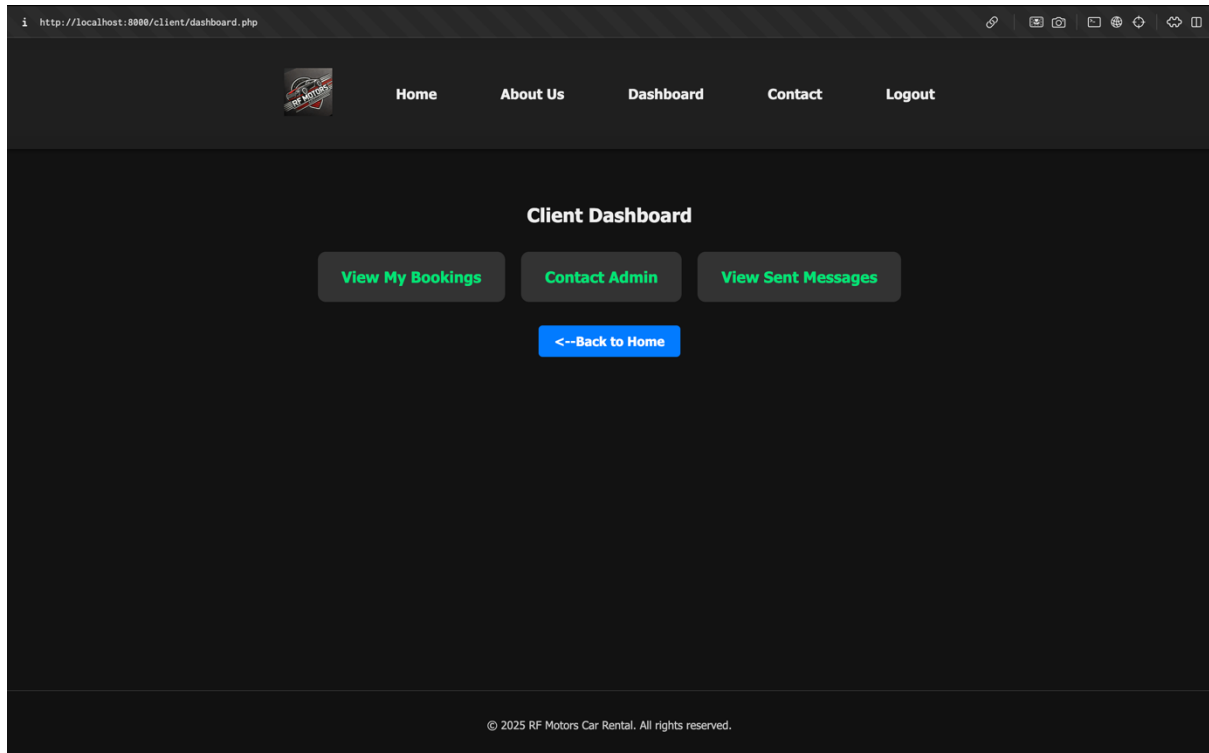 http://localhost:8000/client/dashboard.php
RF MOTORS
Home About Us Dashboard Contact Logout
Client Dashboard
View My Bookings Contact Admin View Sent Messages
<--Back to Home
© 2025 RF Motors Car Rental. All rights reserved.